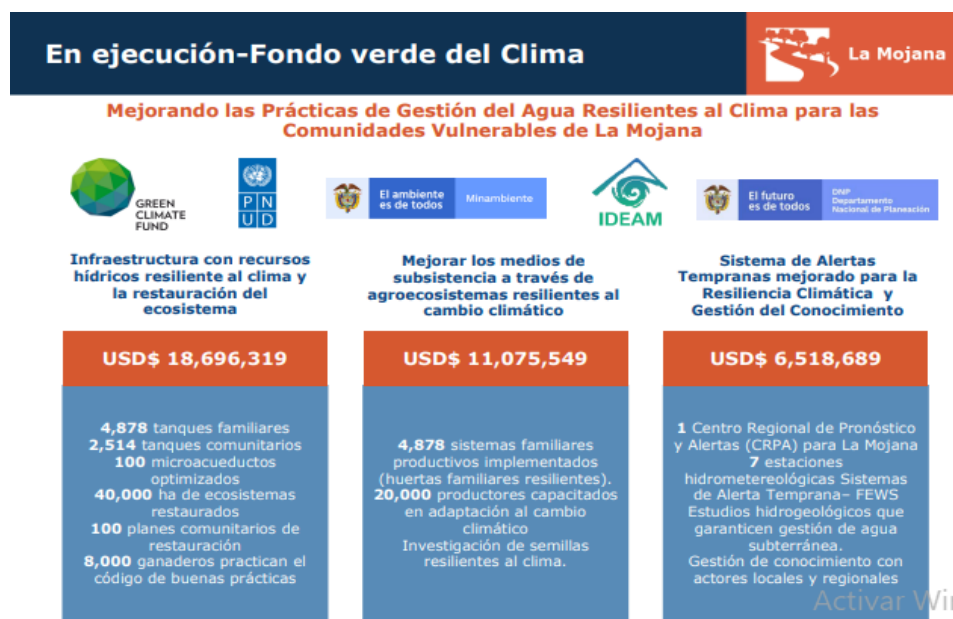 En ejecución-Fondo verde del Clima
La Mojana
Mejorando las Prácticas de Gestión del Agua Resilientes al Clima para las
Comunidades Vulnerables de La Mojana
GREEN
CLIMATE
FUND
P N
U D
El ambiente
es de todos
Minambiente
IDEAM
El futuro
es de todos
DNP
Departamento
Nacional de Planeación
Infraestructura con recursos
hídricos resiliente al clima y
la restauración del
ecosistema
USD$ 18,696,319
4,878 tanques familiares
2,514 tanques comunitarios
100 microacueductos
optimizados
40,000 ha de ecosistemas
restaurados
100 planes comunitarios de
restauración
8,000 ganaderos practican el
código de buenas prácticas
Mejorar los medios de
subsistencia a través de
agroecosistemas resilientes al
cambio climático
USD$ 11,075,549
4,878 sistemas familiares
productivos implementados
(huertas familiares resilientes).
20,000 productores capacitados
en adaptación al cambio
climático
Investigación de semillas
resilientes al clima.
Sistema de Alertas
Tempranas mejorado para la
Resiliencia Climática y
Gestión del Conocimiento
USD$ 6,518,689
1 Centro Regional de Pronóstico
y Alertas (CRPA) para La Mojana
7 estaciones
hidrometereológicas Sistemas
de Alerta Temprana– FEWS
Estudios hidrogeológicos que
garanticen gestión de agua
subterránea.
Gestión de conocimiento con
actores locales y regionales
Activar Wi